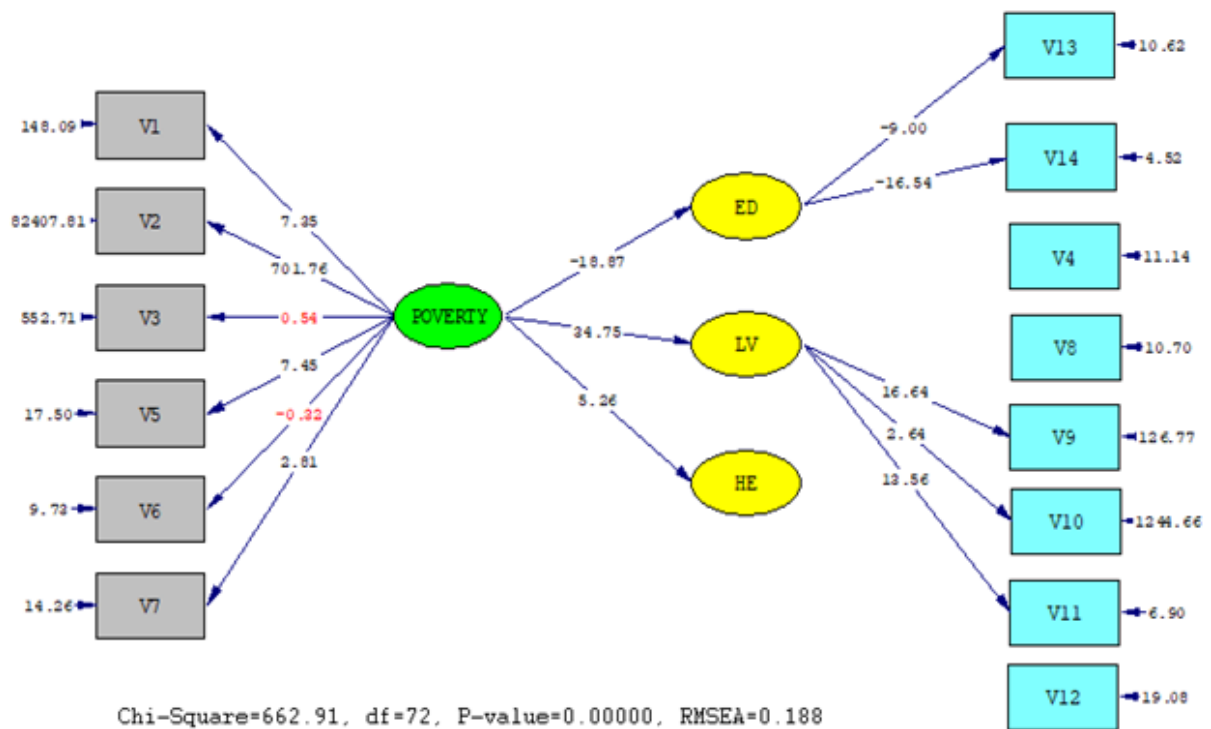 V13
10.62
V1
148.09
-9.00
V14
4.52
-16.54
V2
82407.81
7.35
ED
V4
11.14
701.76
-18.87
V3
552.71
0.54
POVERTY
34.75
LV
V8
10.70
7.45
16.64
V5
17.50
-0.32
5.26
2.64
V9
126.77
2.81
13.56
HE
V6
9.73
V10
1244.66
V7
14.26
V11
6.90
V12
19.08
Chi-Square=662.91, df=72, P-value=0.00000, RMSEA=0.188